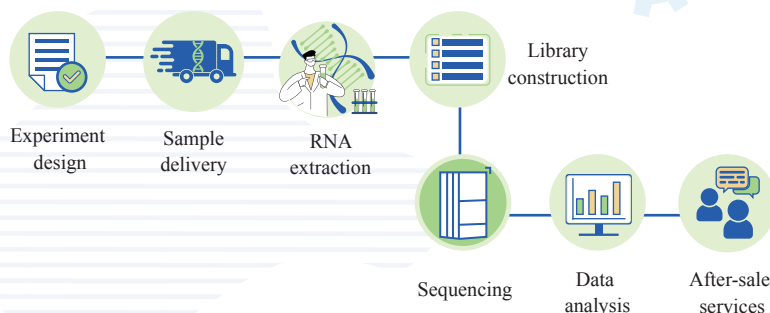 Experiment
design
Sample
delivery
RNA
extraction
Library
construction
Sequencing
Data
analysis
After-sale
services